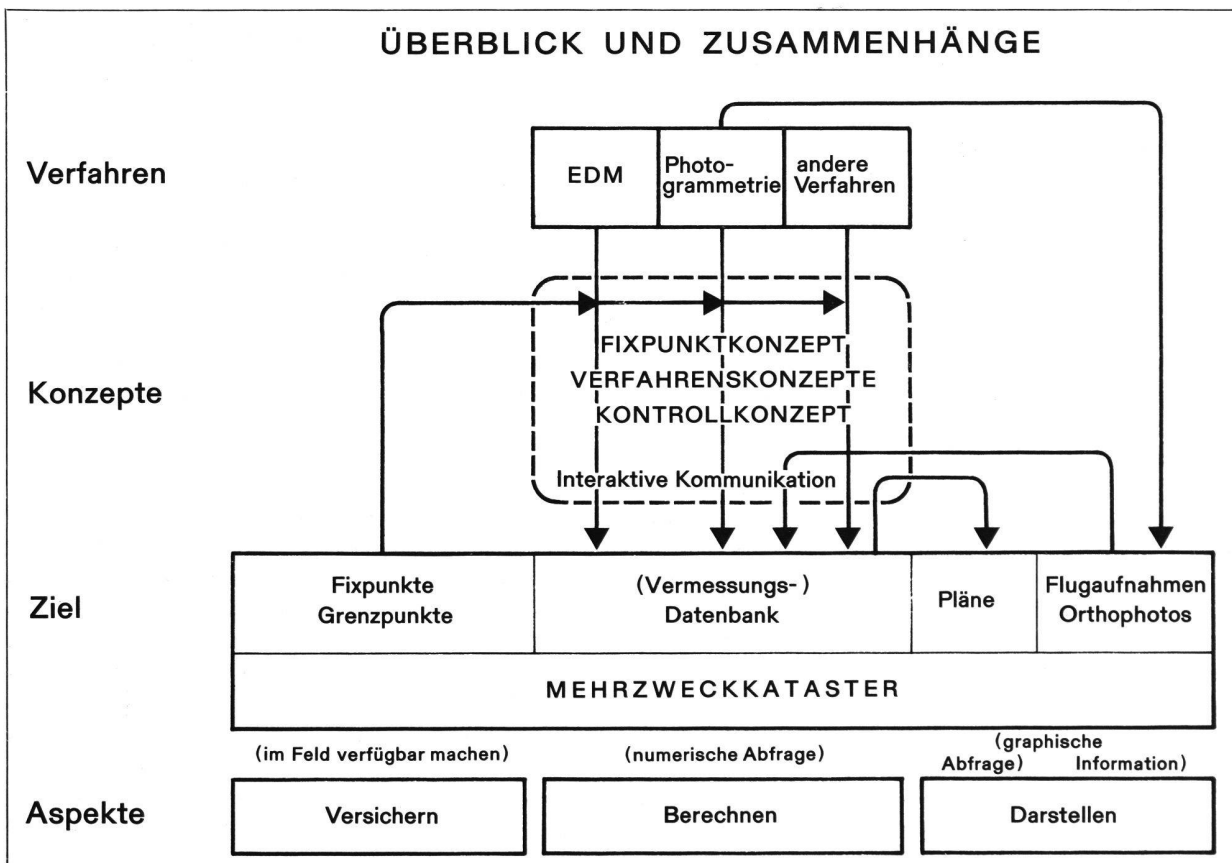 ÜBERBLICK UND ZUSAMMENHÄNGE
Verfahren
EDM
Photo-
grammetrie
andere
Verfahren
Konzepte
FIXPUNKTKONZEPT
VERFAHRENSKONZEPTE
KONTROLLKONZEPT
Interaktive Kommunikation
Ziel
Fixpunkte
Grenzpunkte
(Vermessungs-)
Datenbank
Pläne
Flugaufnahmen
Orthophotos
MEHRZWECKKATASTER
(im Feld verfügbar machen)
(numerische Abfrage)
(graphische
Abfrage) Information)
Aspekte
Versichern
Berechnen
Darstellen